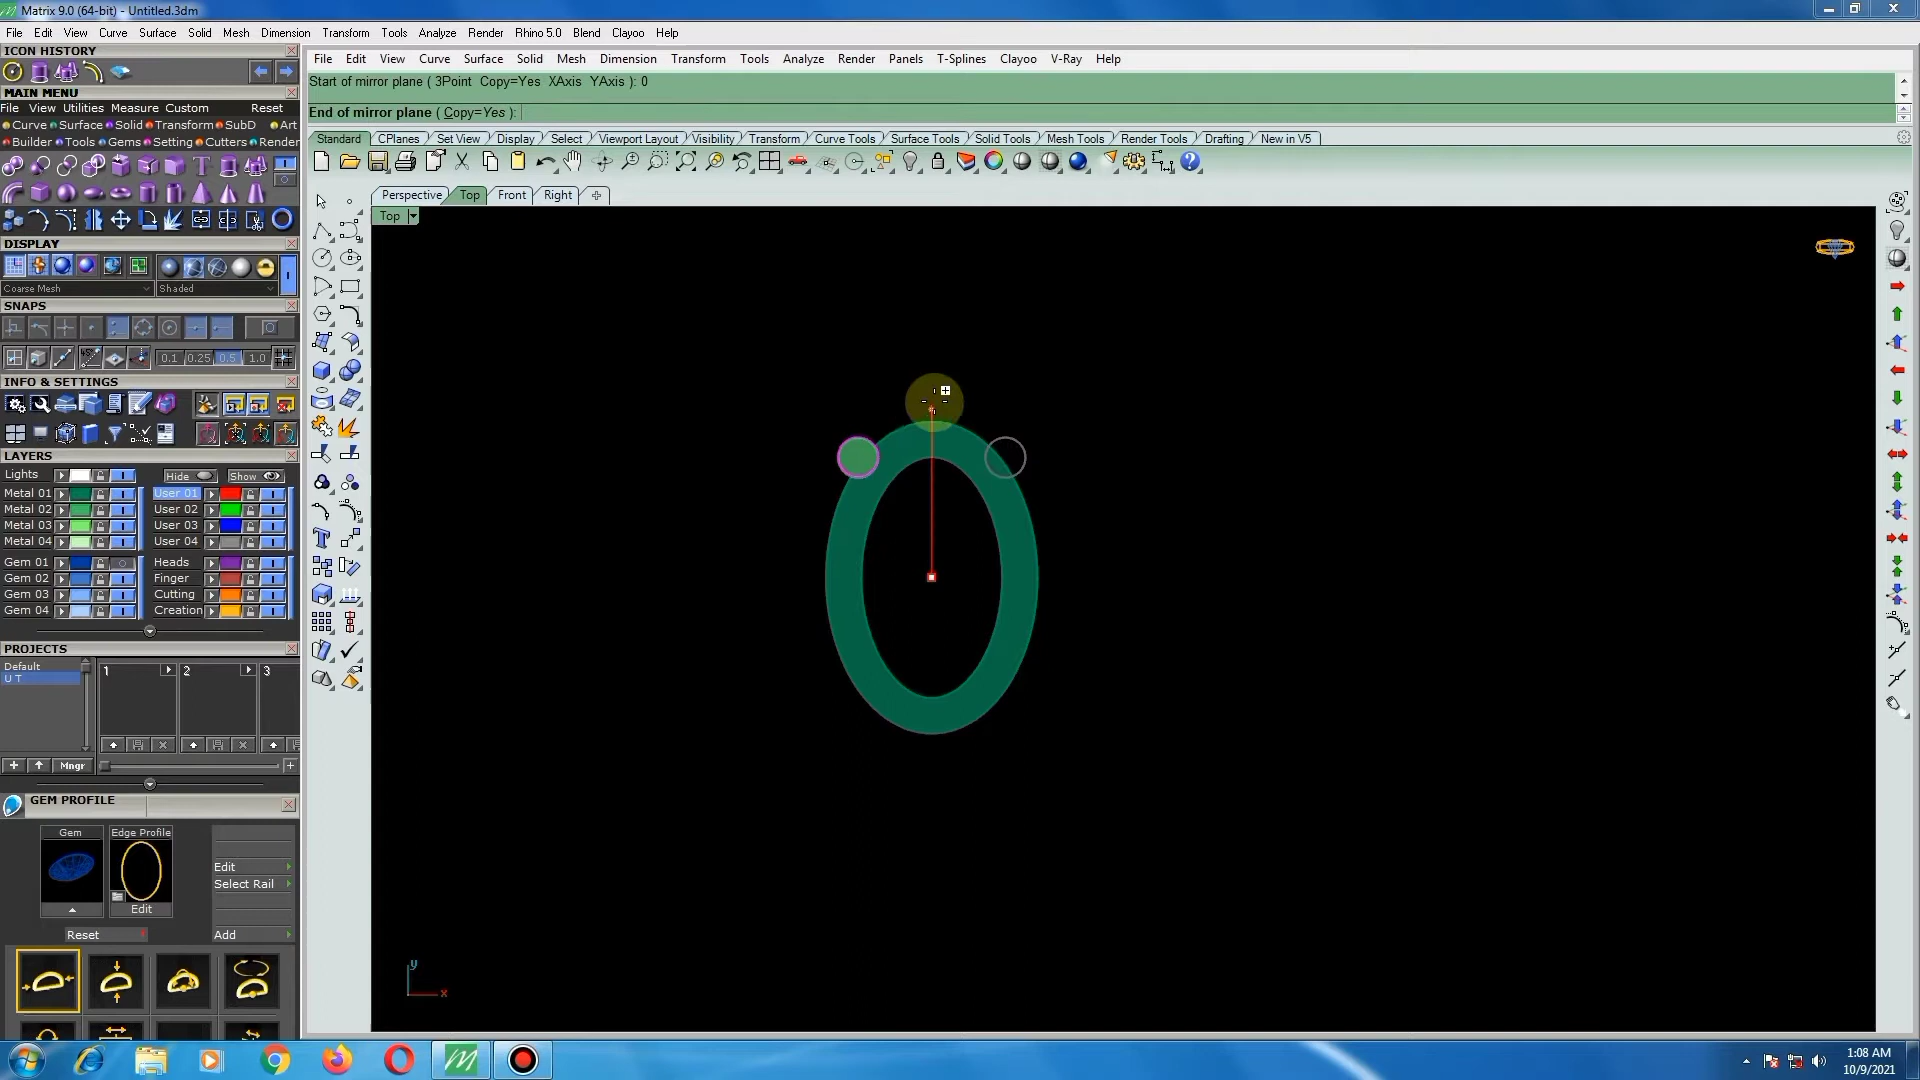 Matrix 9.0 (64-bit) - Untitled.3dm
File Edit View Curve Surface Solid Mesh Dimension Transform Tools Analyze Render Rhino 5.0 Blend Clayoo Help
ICON HISTORY
MAIN MENU
File View Utilities Measure Custom Reset
Curve Surface Solid Transform SubD Art
Builder Tools Gems Setting Cutters Render
DISPLAY
Coarse Mesh Shaded
SNAPS
0.1 0.25 0.5 1.0
INFO & SETTINGS
LAYERS
Lights Hide Show
Metal 01 User 01
Metal 02 User 02
Metal 03 User 03
Metal 04 User 04
Gem 01 Heads
Gem 02 Finger
Gem 03 Cutting
Gem 04 Creation
PROJECTS
Default
U T
1 2 3
Mngr
GEM PROFILE
Gem Edge Profile
Edit
Select Rail
Edit
Reset Add
File Edit View Curve Surface Solid Mesh Dimension Transform Tools Analyze Render Panels T-Splines Clayoo V-Ray Help
Start of mirror plane ( 3Point Copy=Yes XAxis YAxis ): 0
End of mirror plane ( Copy=Yes ):
Standard CPlanes Set View Display Select Viewport Layout Visibility Transform Curve Tools Surface Tools Solid Tools Mesh Tools Render Tools Drafting New in V5
Perspective Top Front Right
Top
y
x
1:08 AM
10/9/2021